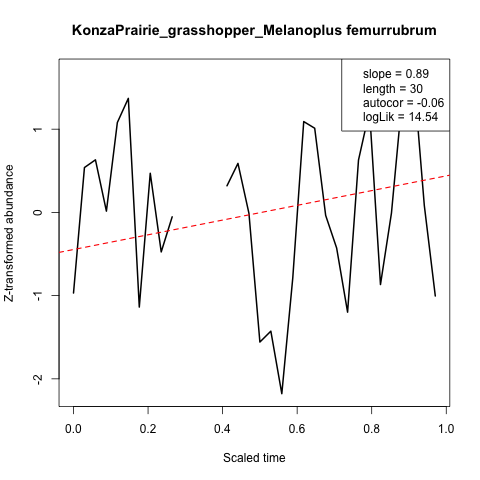 KonzaPrairie_grasshopper_Melanoplus femurrubrum
slope = 0.89
length = 30
autocor = -0.06
logLik = 14.54
Z-transformed abundance
1
0
-1
-2
0.0 0.2 0.4 0.6 0.8 1.0
Scaled time